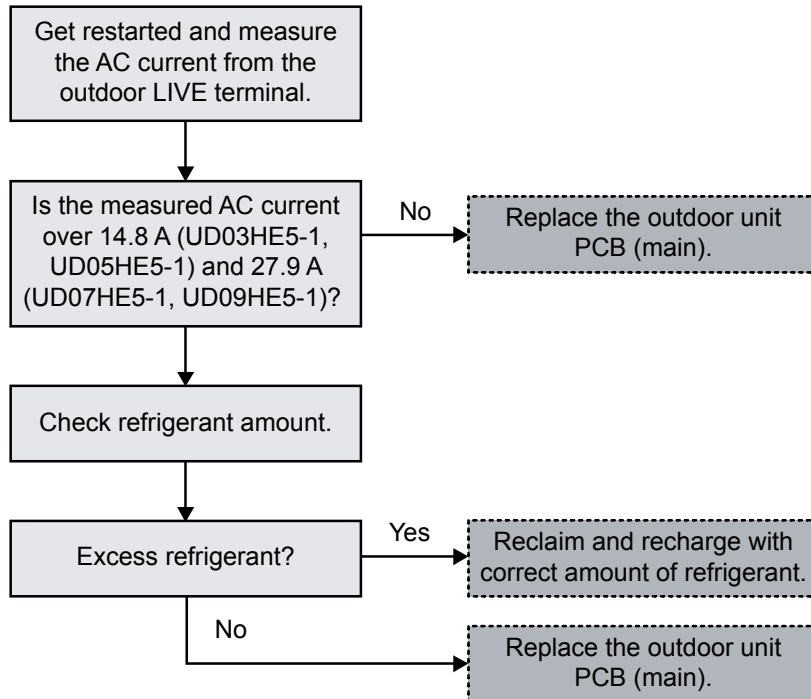 Get restarted and measure
the AC current from the
outdoor LIVE terminal.
Is the measured AC current
over 14.8 A (UD03HE5-1,
UD05HE5-1) and 27.9 A
(UD07HE5-1, UD09HE5-1)?
No
Replace the outdoor unit
PCB (main).
Check refrigerant amount.
Excess refrigerant?
Yes
Reclaim and recharge with
correct amount of refrigerant.
No
Replace the outdoor unit
PCB (main).